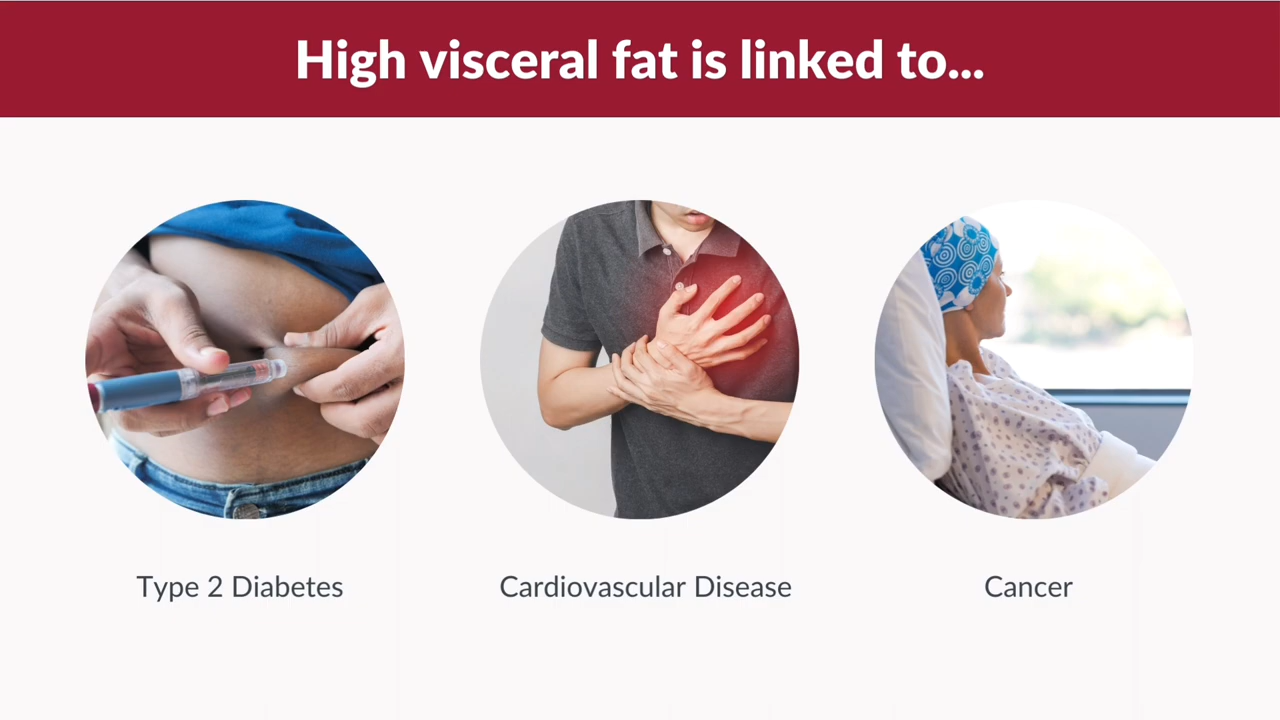 High visceral fat is linked to...
Type 2 Diabetes
Cardiovascular Disease
Cancer